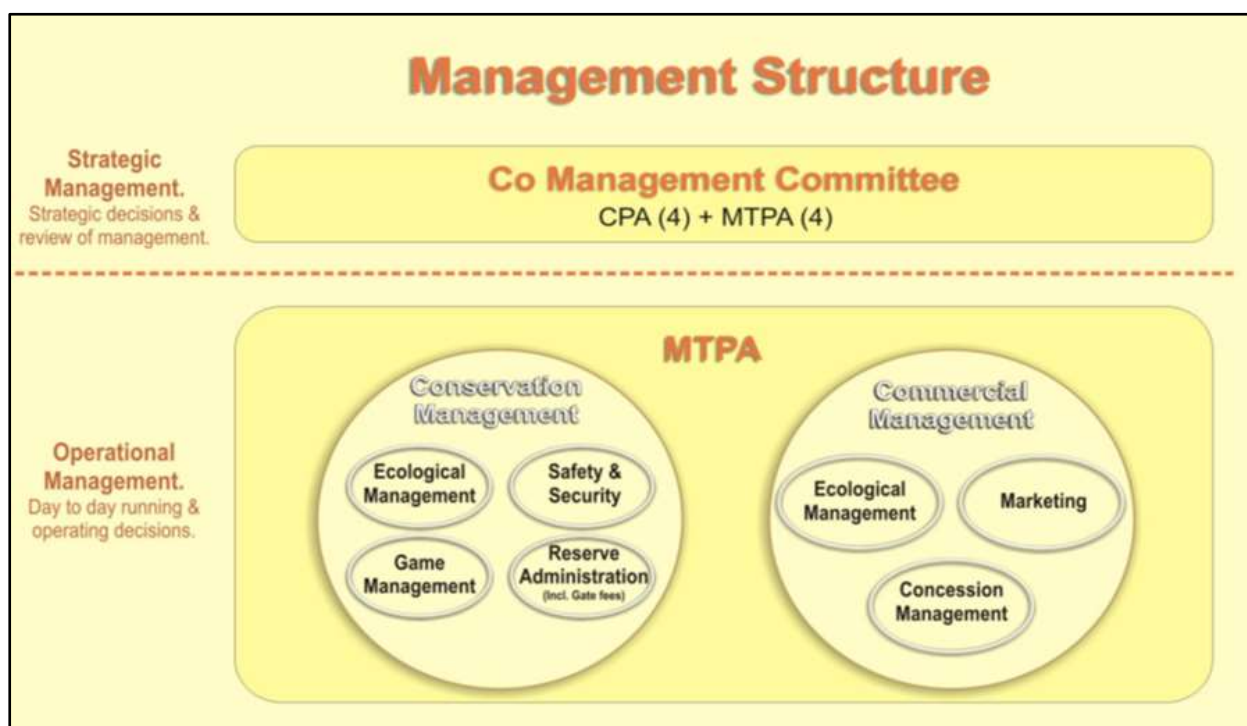 Management Structure
Strategic
Management.
Strategic decisions &
review of management.
Co Management Committee
CPA (4) + MTPA (4)
Operational
Management.
Day to day running &
operating decisions.
MTPA
Conservation
Management
Ecological
Management
Safety &
Security
Game
Management
Reserve
Administration
(Incl. Gate fees)
Commercial
Management
Ecological
Management
Marketing
Concession
Management